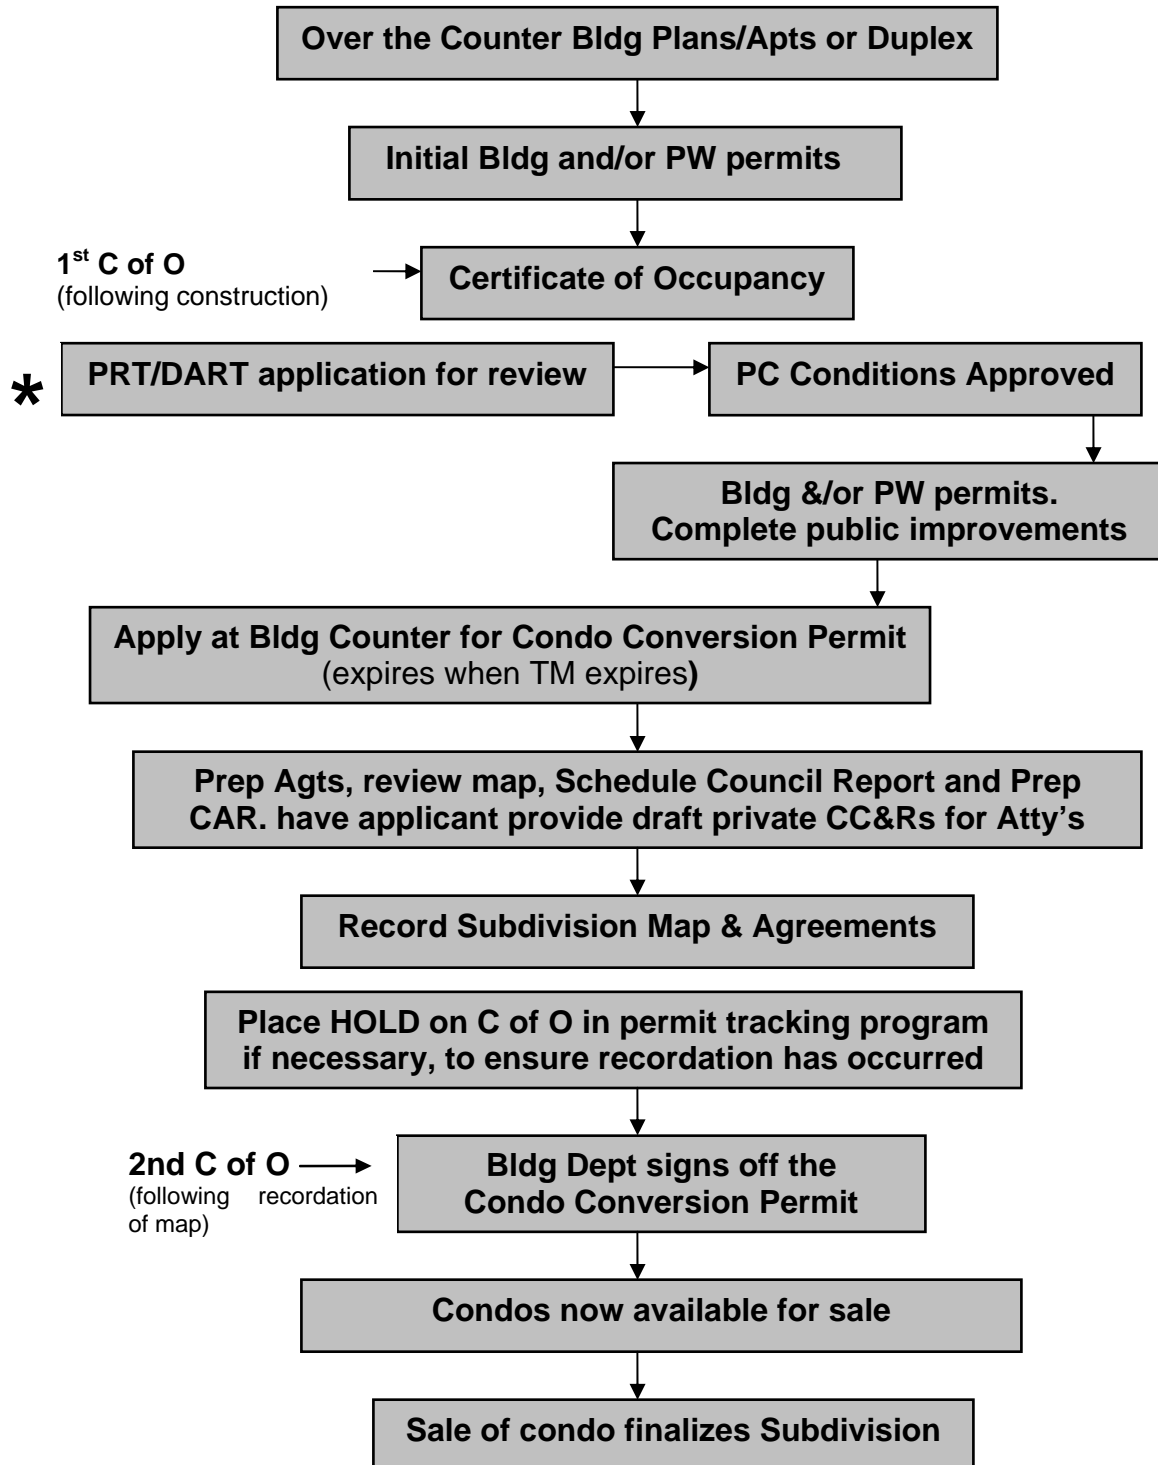 Over the Counter Bldg Plans/Apts or Duplex
Initial Bldg and/or PW permits
1st C of O
(following construction)
Certificate of Occupancy
*
PRT/DART application for review
PC Conditions Approved
Bldg &/or PW permits.
Complete public improvements
Apply at Bldg Counter for Condo Conversion Permit
(expires when TM expires)
Prep Agts, review map, Schedule Council Report and Prep
CAR. have applicant provide draft private CC&Rs for Atty's
Record Subdivision Map & Agreements
Place HOLD on C of O in permit tracking program
if necessary, to ensure recordation has occurred
2nd C of O
(following recordation
of map)
Bldg Dept signs off the
Condo Conversion Permit
Condos now available for sale
Sale of condo finalizes Subdivision